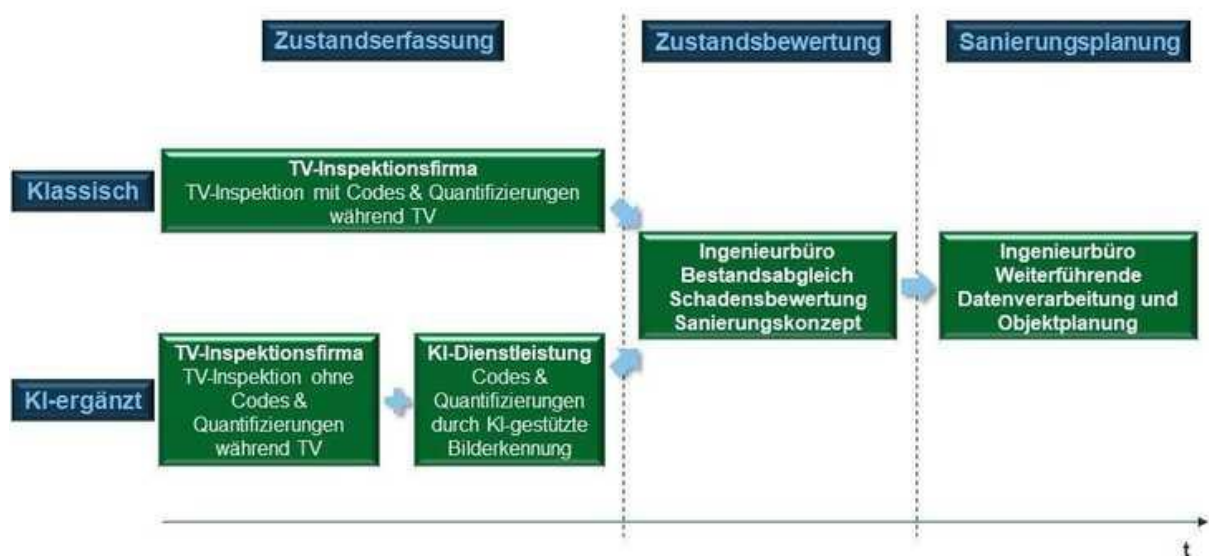 Zustandserfassung
Zustandsbewertung
Sanierungsplanung
Klassisch
TV-Inspektionsfirma
TV-Inspektion mit Codes & Quantifizierungen
während TV
Ingenieurbüro
Bestandsabgleich
Schadensbewertung
Sanierungskonzept
Ingenieurbüro
Weiterführende
Datenverarbeitung und
Objektplanung
KI-ergänzt
TV-Inspektionsfirma
TV-Inspektion ohne
Codes &
Quantifizierungen
während TV
KI-Dienstleistung
Codes &
Quantifizierungen
durch KI-gestützte
Bilderkennung
t